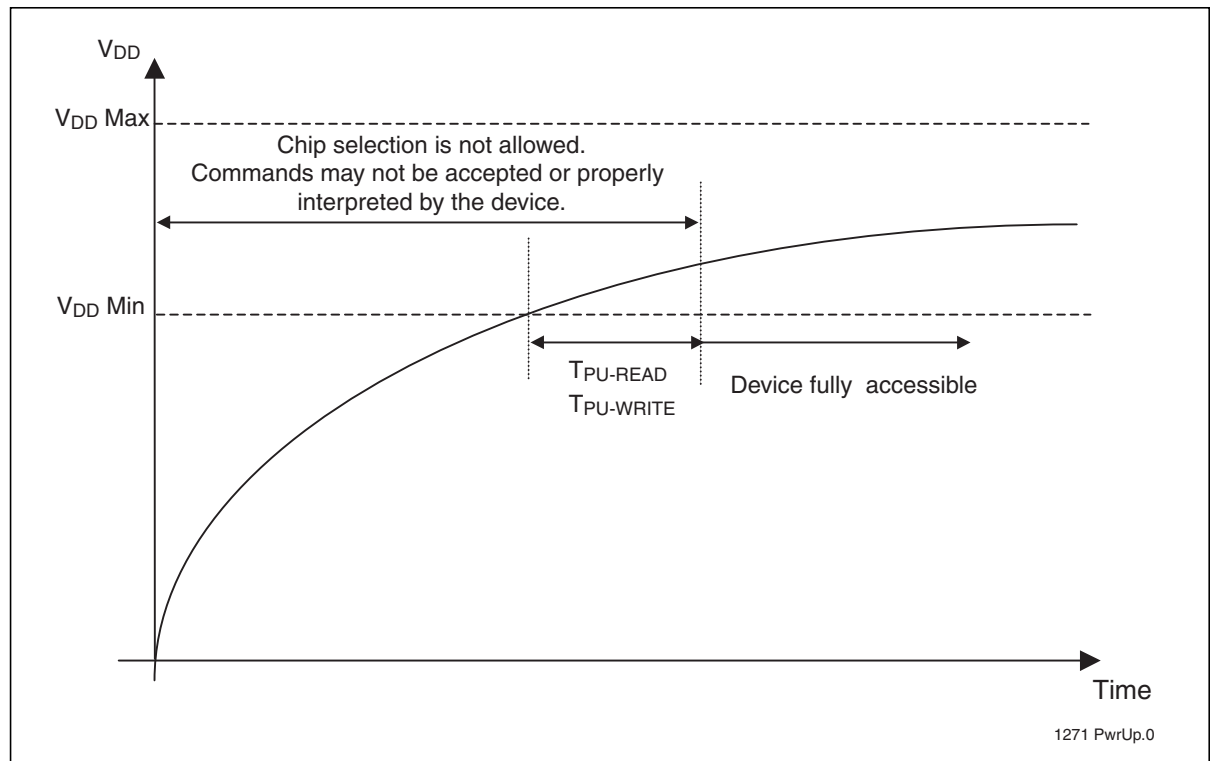 VDD
VDD Max
Chip selection is not allowed.
Commands may not be accepted or properly
interpreted by the device.
VDD Min
TPU-READ
TPU-WRITE
Device fully accessible
Time
1271 PwrUp.0